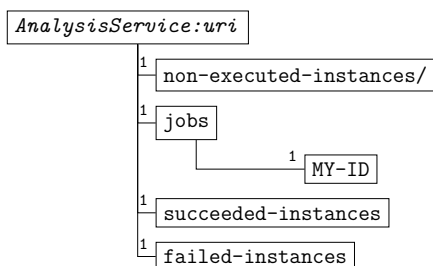 AnalysisService:uri
1
non-executed-instances/
1
jobs
1
MY-ID
1
succeeded-instances
1
failed-instances